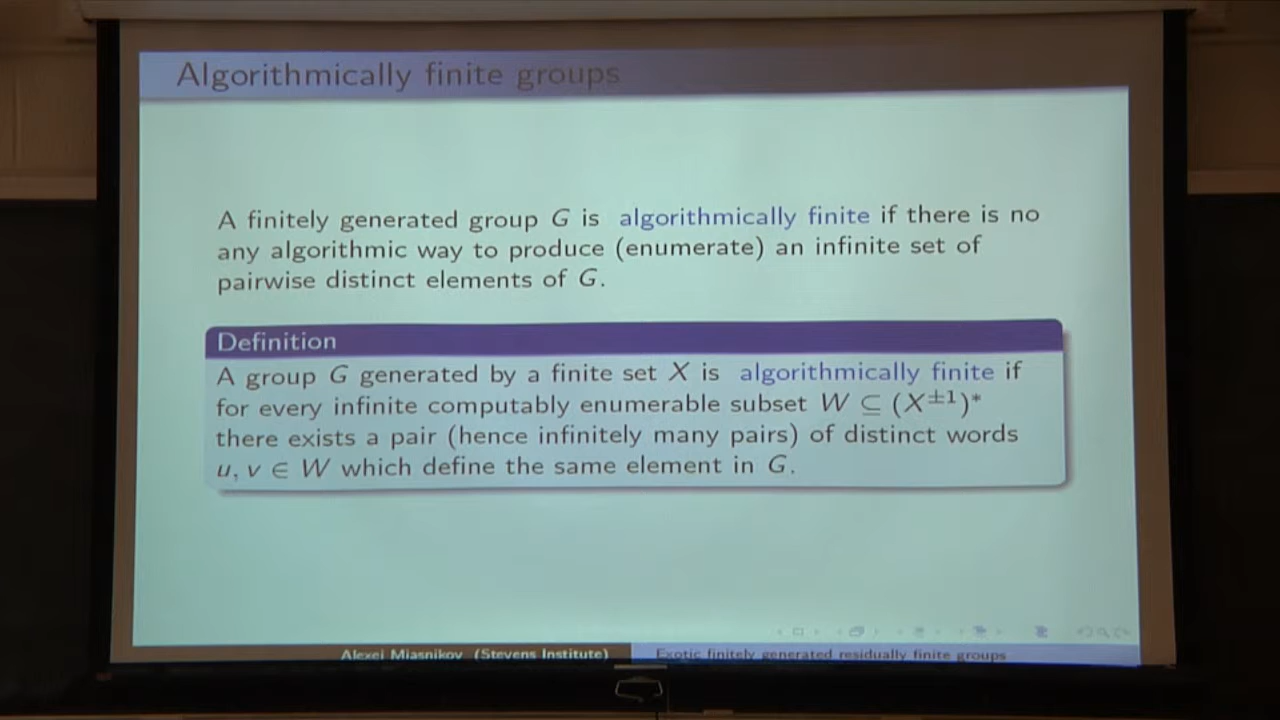 Algorithmically finite groups
A finitely generated group G is algorithmically finite if there is no
any algorithmic way to produce (enumerate) an infinite set of
pairwise distinct elements of G.
Definition
A group G generated by a finite set X is algorithmically finite if
for every infinite computably enumerable subset W ⊆ (X±¹)*
there exists a pair (hence infinitely many pairs) of distinct words
u, v ∈ W which define the same element in G.
Alexei Miasnikov (Stevens Institute)
Exotic finitely generated residually finite groups